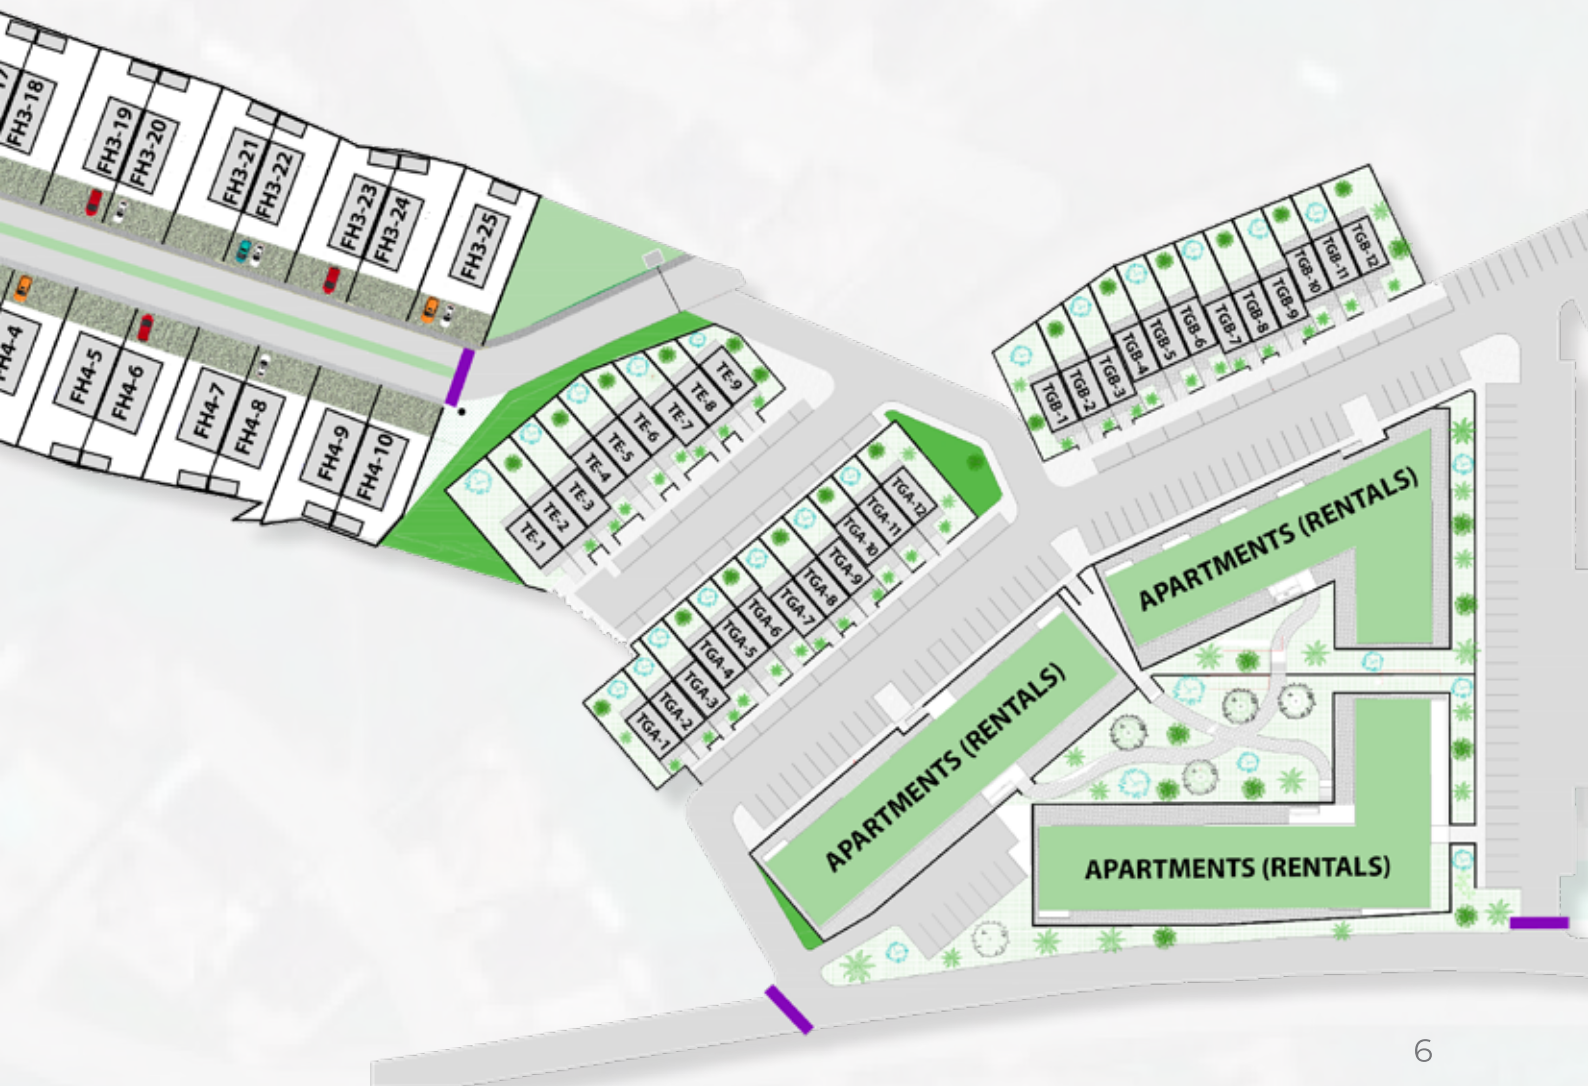 FH3-18
FH3-19
FH3-20
FH3-21
FH3-22
FH3-23
FH3-24
FH3-25
FH4-5
FH4-6
FH4-7
FH4-8
FH4-9
FH4-10
TE-1
TE-2
TE-3
TE-4
TE-5
TE-6
TE-7
TE-8
TE-9
TGA-1
TGA-2
TGA-3
TGA-4
TGA-5
TGA-6
TGA-7
TGA-8
TGA-9
TGA-10
TGA-11
TGA-12
TGB-1
TGB-2
TGB-3
TGB-4
TGB-5
TGB-6
TGB-7
TGB-8
TGB-9
TGB-10
TGB-11
TGB-12
APARTMENTS (RENTALS)
APARTMENTS (RENTALS)
APARTMENTS (RENTALS)
6